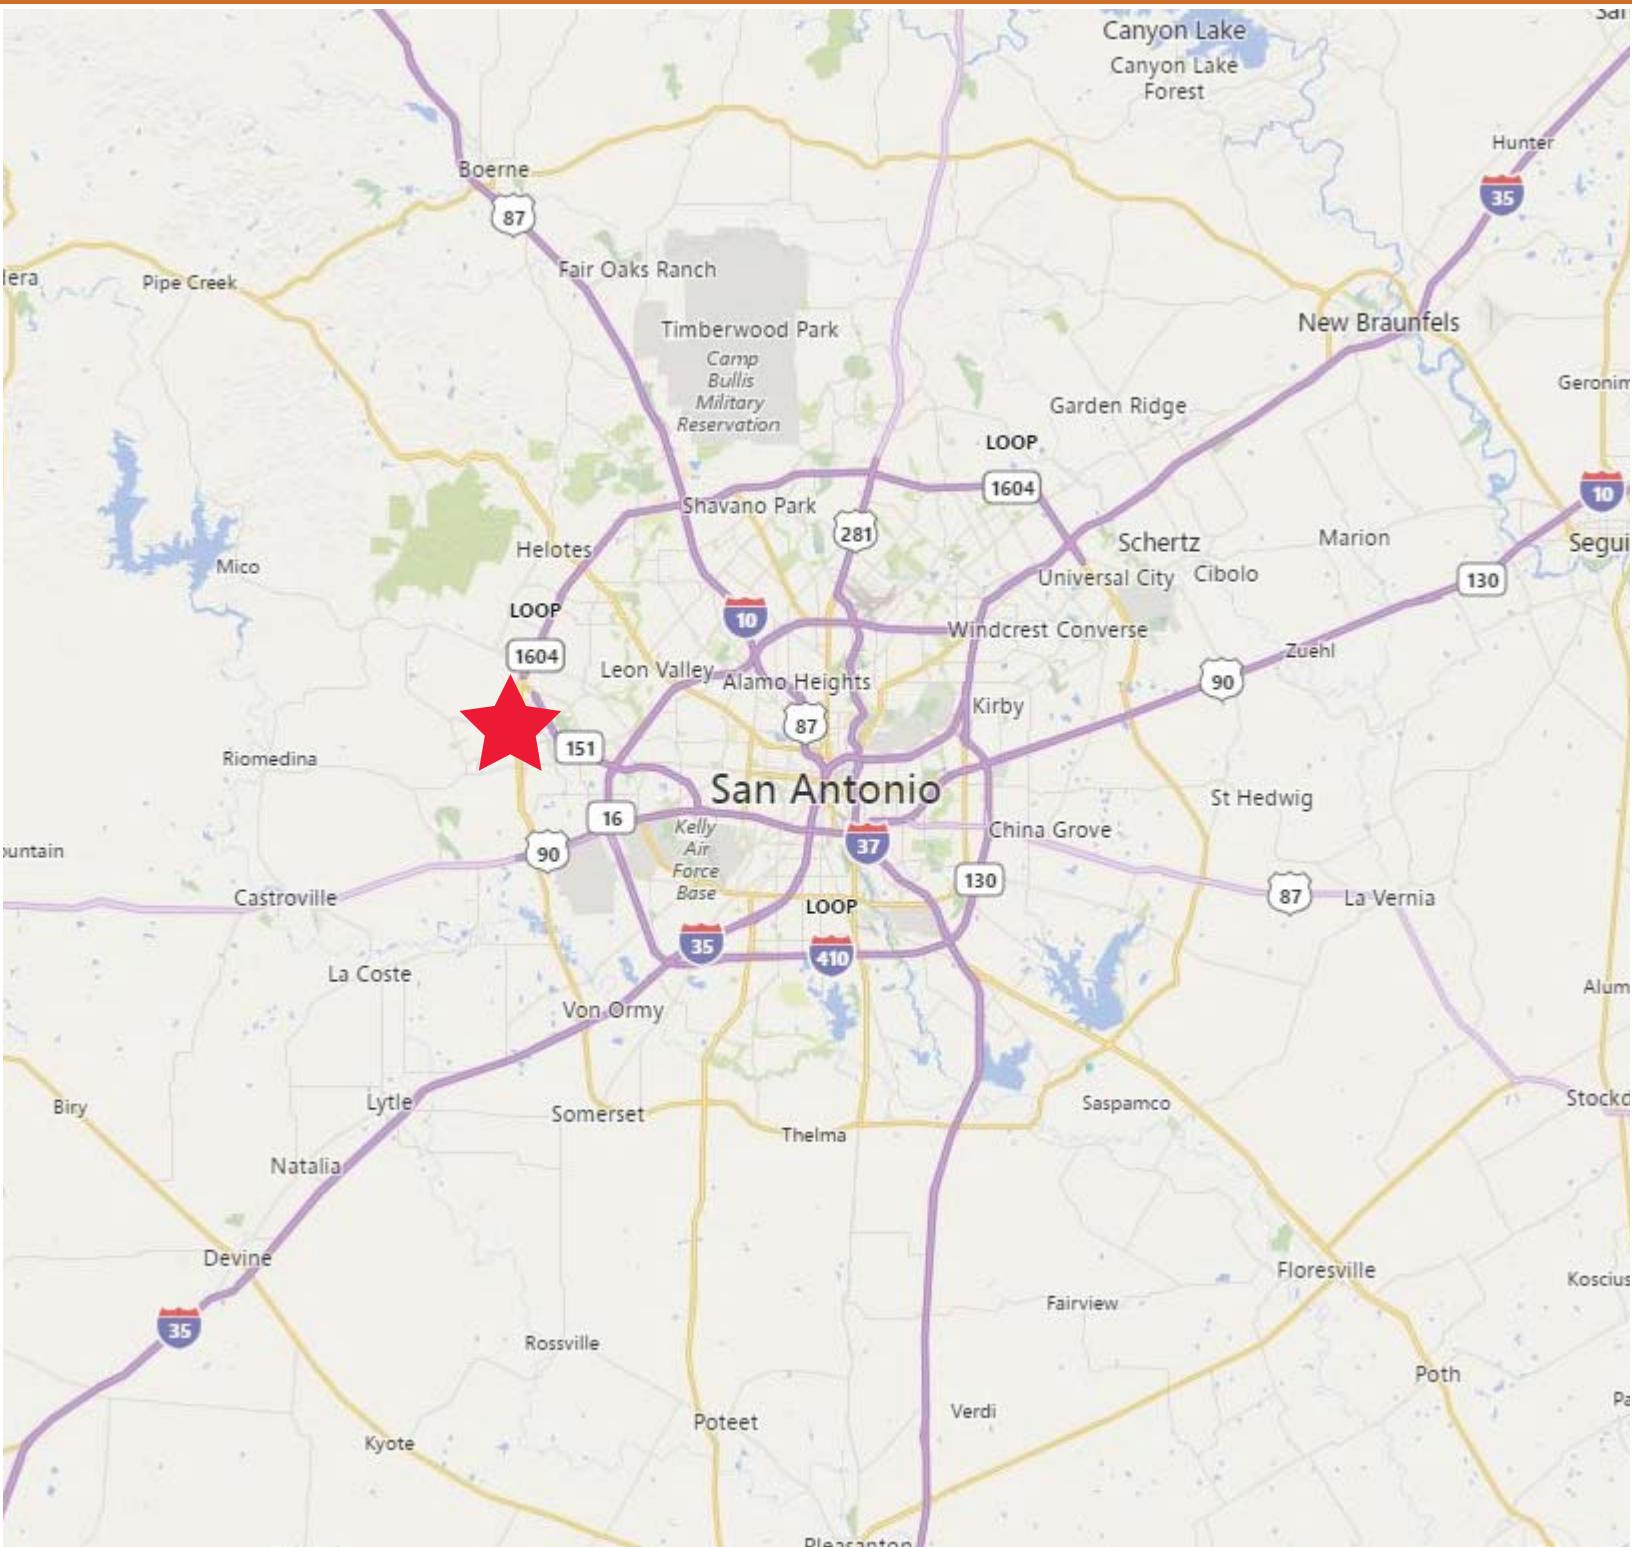 Canyon Lake
Canyon Lake
Forest
Hunter
35
Boerne
87
Fair Oaks Ranch
Pipe Creek
Timberwood Park
Camp
Bullis
Military
Reservation
New Braunfels
Garden Ridge
LOOP
1604
10
Shavano Park
281
Schertz
Marion
Helotes
Mico
Universal City
Cibolo
130
LOOP
10
1604
Windcrest
Converse
Zuehl
Leon Valley
Alamo Heights
90
Kirby
87
151
Riomedina
San Antonio
St Hedwig
16
Kelly
Air
Force
Base
China Grove
37
90
130
Castroville
87
La Vernia
LOOP
35
410
La Coste
Von Ormy
Biry
Lytle
Somerset
Saspamco
Thelma
Natalia
Devine
Floresville
Fairview
35
Rossville
Poth
Verdi
Poteet
Kyote
Pleasanton